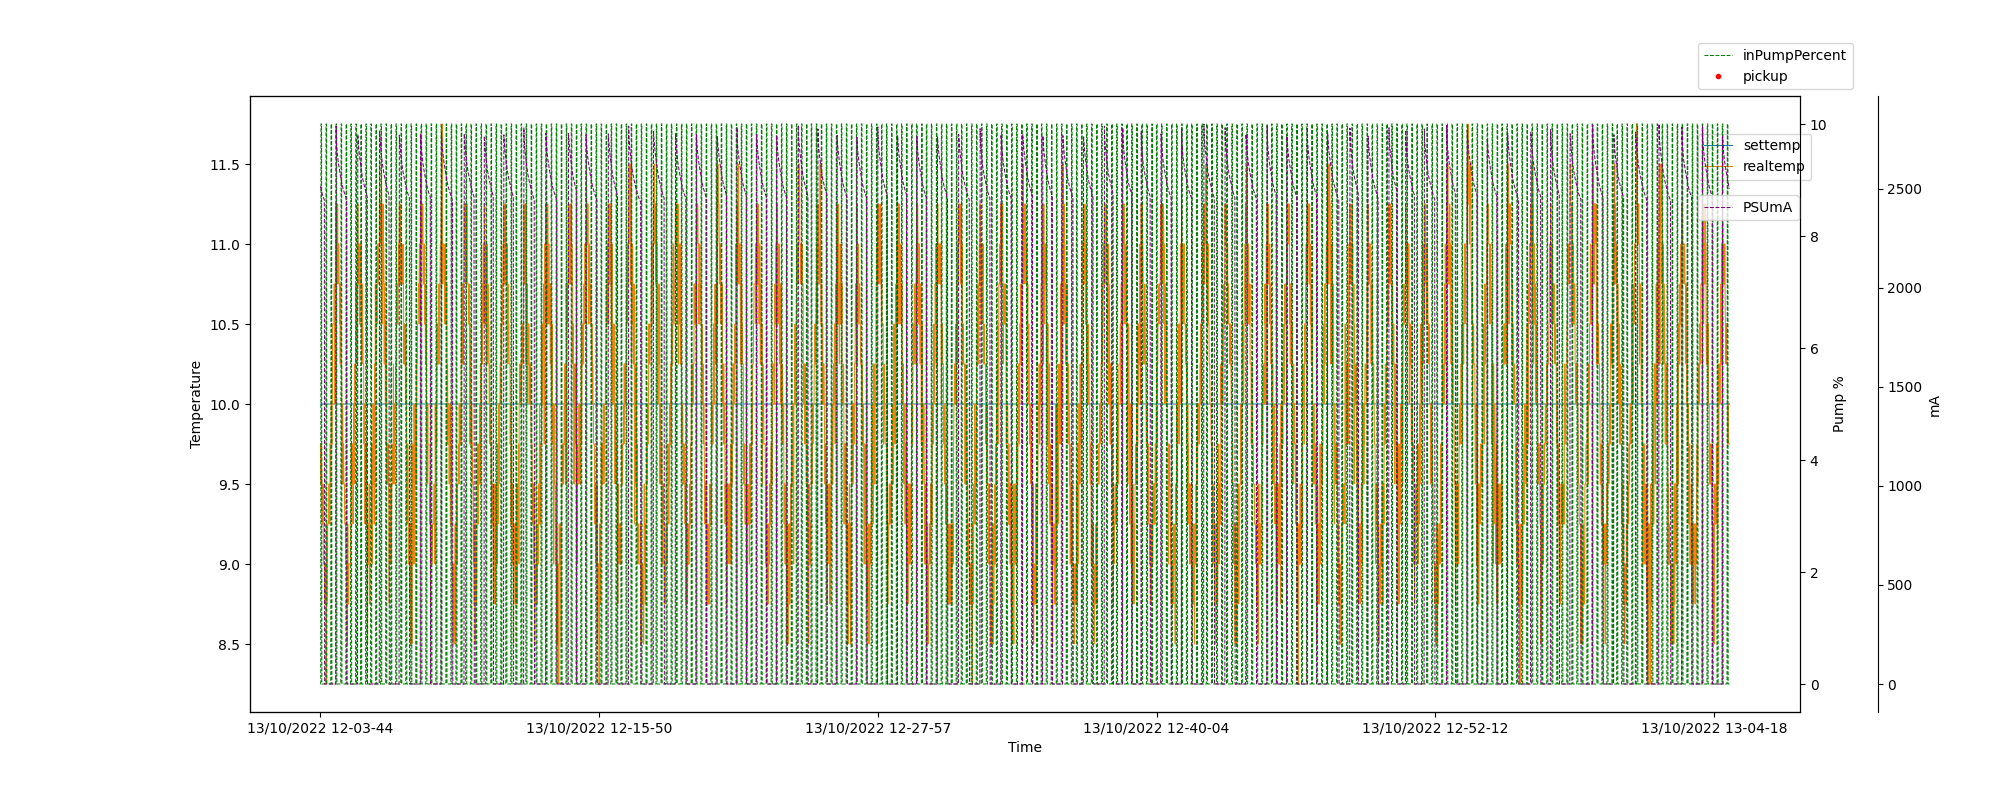 inPumpPercent
pickup
settemp
realtemp
PSUmA
11.5
11.0
10.5
10.0
9.5
9.0
8.5
Temperature
10
8
6
4
2
0
Pump %
2500
2000
1500
1000
500
0
mA
13/10/2022 12-03-44
13/10/2022 12-15-50
13/10/2022 12-27-57
13/10/2022 12-40-04
13/10/2022 12-52-12
13/10/2022 13-04-18
Time